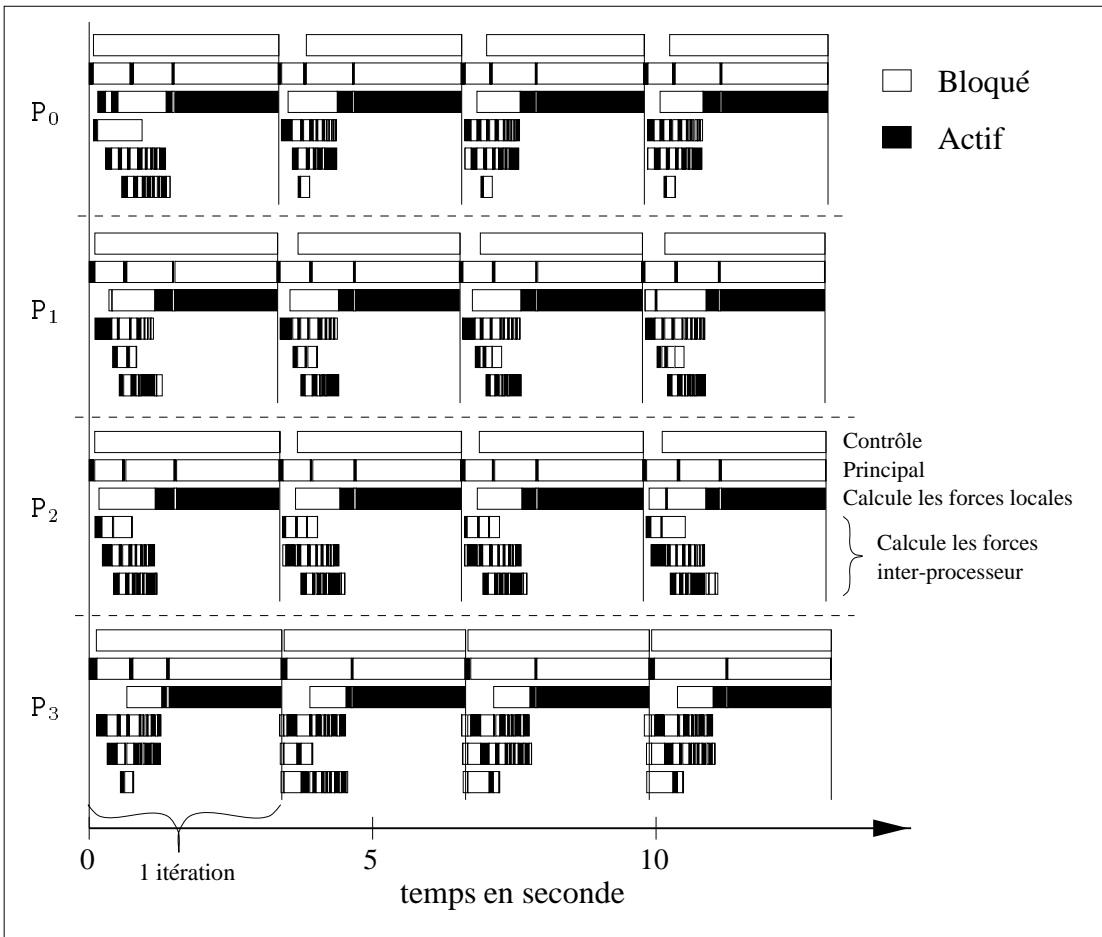 Bloqué
Actif
P0
P1
P2
P3
Contrôle
Principal
Calcule les forces locales
Calcule les forces
inter-processeur
0
5
10
1 itération
temps en seconde